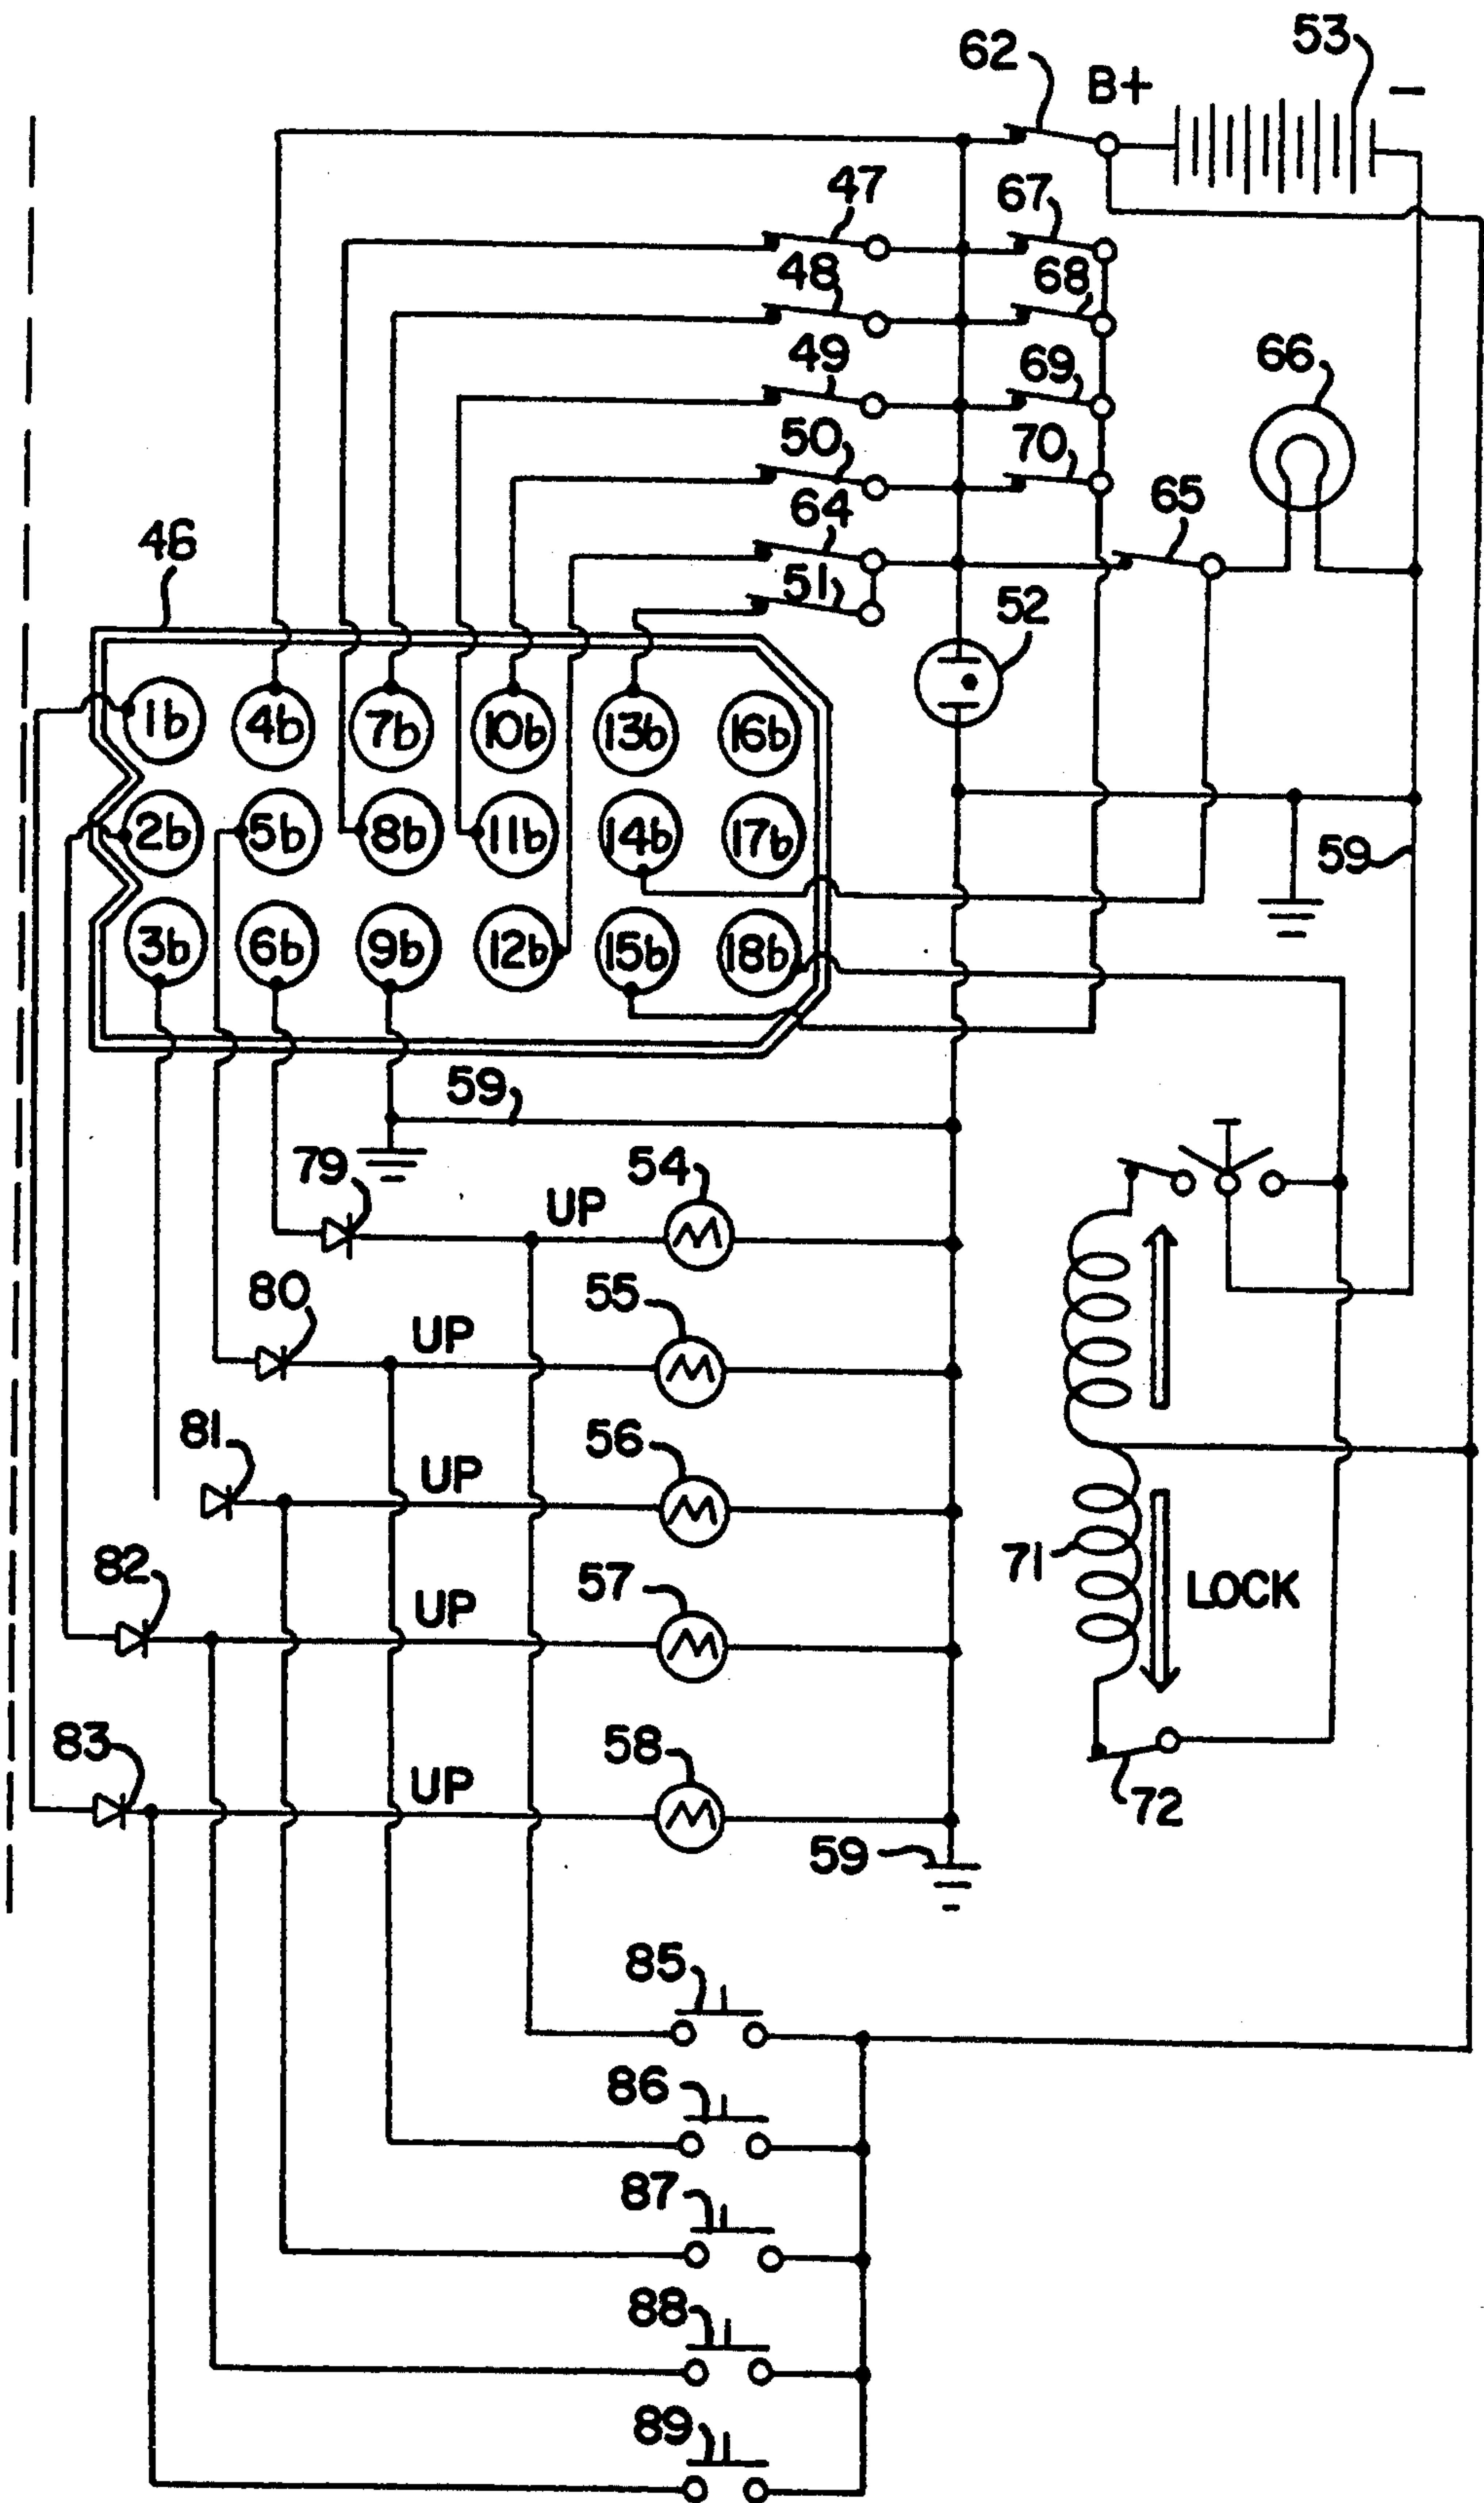 62 B+ 53 −
47 67
48 68
49 69 66
50 70
64 65
46 51 52
1b 4b 7b 10b 13b 16b
2b 5b 8b 11b 14b 17b
59
3b 6b 9b 12b 15b 18b
59
79 UP 54
80 UP 55
81 UP 56
82 UP 57 71 LOCK
83 UP 58 72
59
85
86
87
88
89